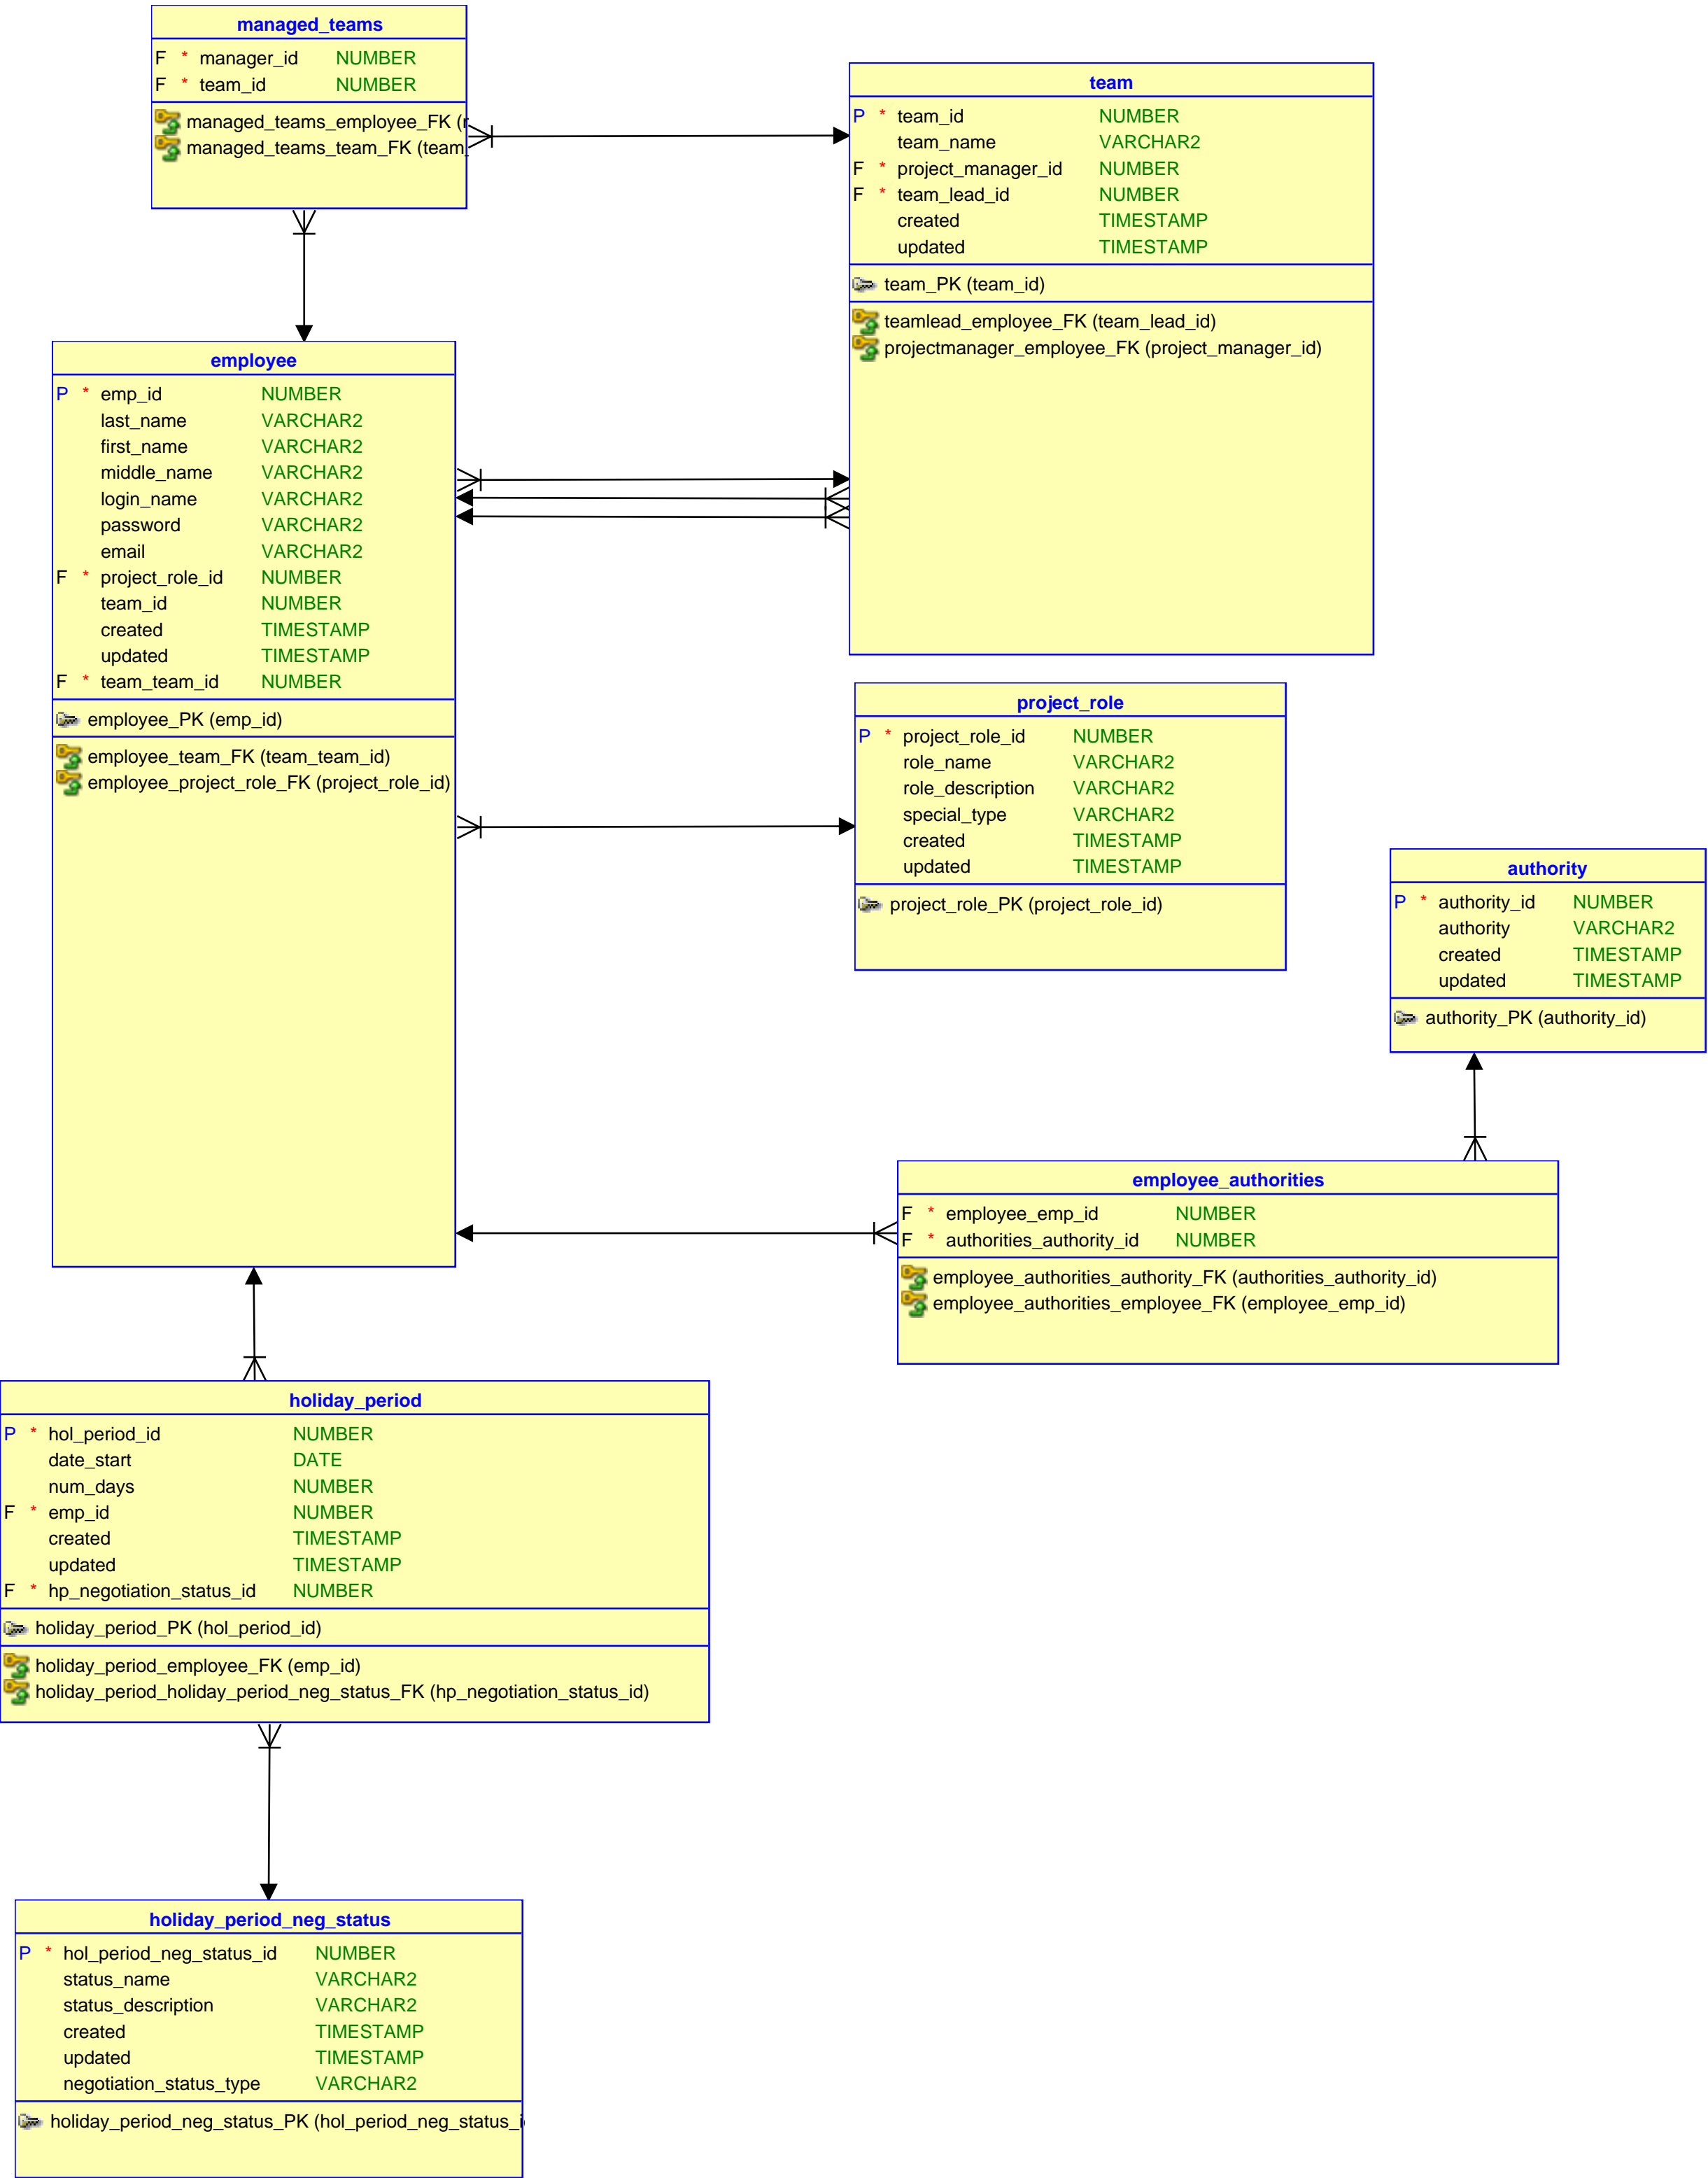 managed_teams
F * manager_id NUMBER
F * team_id NUMBER
managed_teams_employee_FK (
managed_teams_team_FK (team_
team
P * team_id NUMBER
team_name VARCHAR2
F * project_manager_id NUMBER
F * team_lead_id NUMBER
created TIMESTAMP
updated TIMESTAMP
team_PK (team_id)
teamlead_employee_FK (team_lead_id)
projectmanager_employee_FK (project_manager_id)
employee
P * emp_id NUMBER
last_name VARCHAR2
first_name VARCHAR2
middle_name VARCHAR2
login_name VARCHAR2
password VARCHAR2
email VARCHAR2
F * project_role_id NUMBER
team_id NUMBER
created TIMESTAMP
updated TIMESTAMP
F * team_team_id NUMBER
employee_PK (emp_id)
employee_team_FK (team_team_id)
employee_project_role_FK (project_role_id)
project_role
P * project_role_id NUMBER
role_name VARCHAR2
role_description VARCHAR2
special_type VARCHAR2
created TIMESTAMP
updated TIMESTAMP
project_role_PK (project_role_id)
authority
P * authority_id NUMBER
authority VARCHAR2
created TIMESTAMP
updated TIMESTAMP
authority_PK (authority_id)
employee_authorities
F * employee_emp_id NUMBER
F * authorities_authority_id NUMBER
employee_authorities_authority_FK (authorities_authority_id)
employee_authorities_employee_FK (employee_emp_id)
holiday_period
P * hol_period_id NUMBER
date_start DATE
num_days NUMBER
F * emp_id NUMBER
created TIMESTAMP
updated TIMESTAMP
F * hp_negotiation_status_id NUMBER
holiday_period_PK (hol_period_id)
holiday_period_employee_FK (emp_id)
holiday_period_holiday_period_neg_status_FK (hp_negotiation_status_id)
holiday_period_neg_status
P * hol_period_neg_status_id NUMBER
status_name VARCHAR2
status_description VARCHAR2
created TIMESTAMP
updated TIMESTAMP
negotiation_status_type VARCHAR2
holiday_period_neg_status_PK (hol_period_neg_status_i